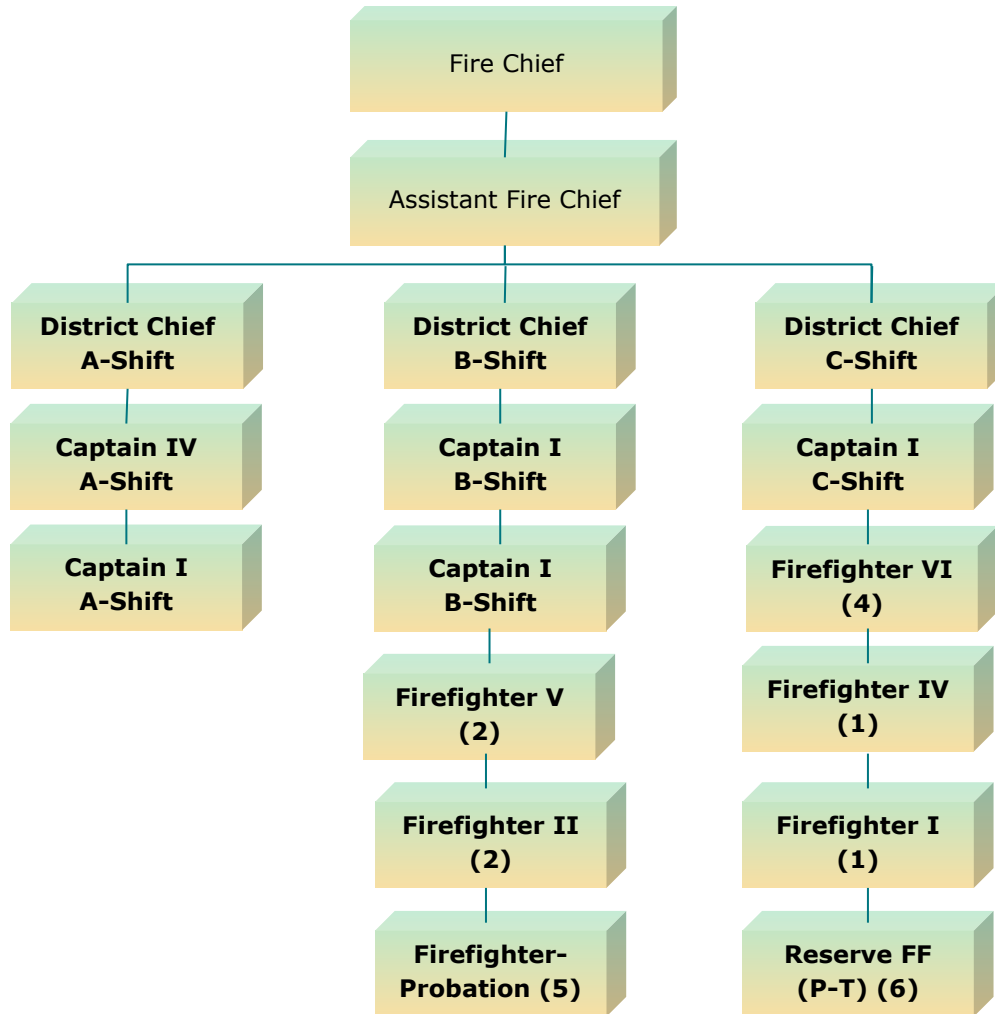 Fire Chief
Assistant Fire Chief
District Chief
A-Shift
District Chief
B-Shift
District Chief
C-Shift
Captain IV
A-Shift
Captain I
B-Shift
Captain I
C-Shift
Captain I
A-Shift
Captain I
B-Shift
Firefighter VI
(4)
Firefighter V
(2)
Firefighter IV
(1)
Firefighter II
(2)
Firefighter I
(1)
Firefighter-
Probation (5)
Reserve FF
(P-T) (6)